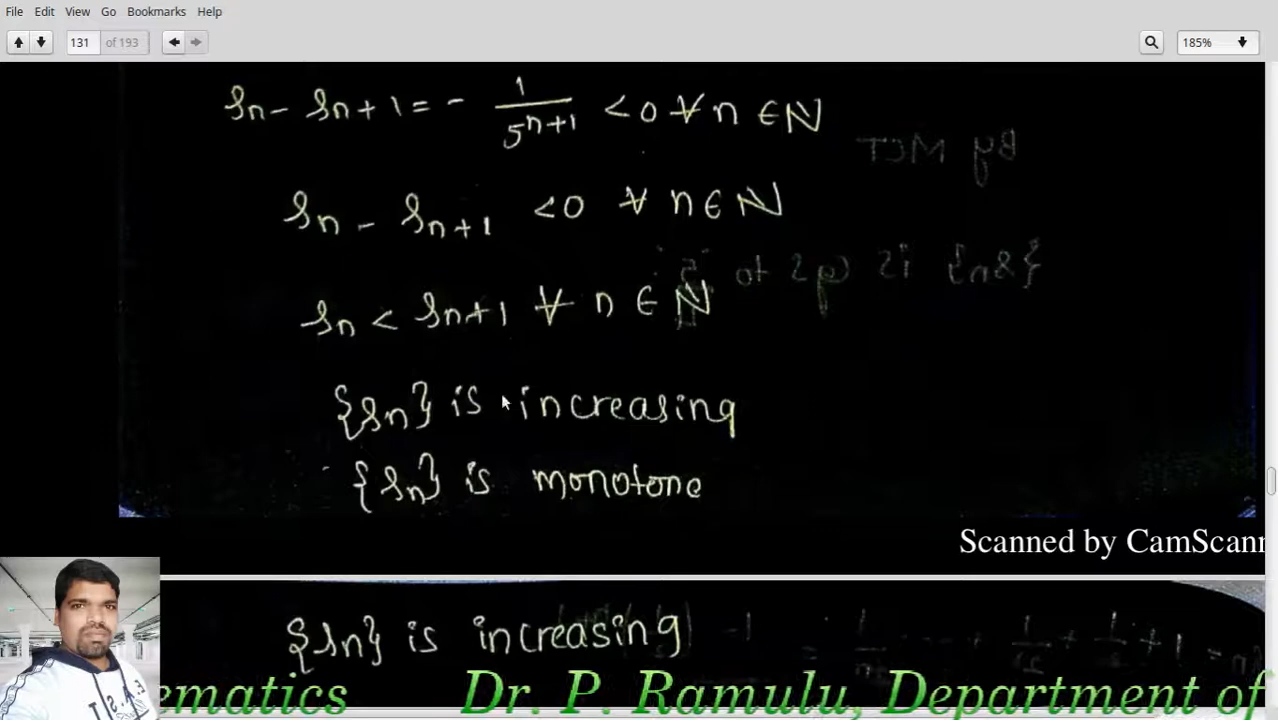 File Edit View Go Bookmarks Help
131 of 193 185%
Sn - Sn+1 = - 1/5^{n+1} < 0 ∀ n ∈ N
By MCT
Sn - Sn+1 < 0 ∀ n ∈ N
{Sn} is
Sn < Sn+1 ∀ n ∈ N
{Sn} is increasing
{Sn} is monotone
Scanned by CamScann
{Sn} is increasing
ematics Dr. P. Ramulu, Department of